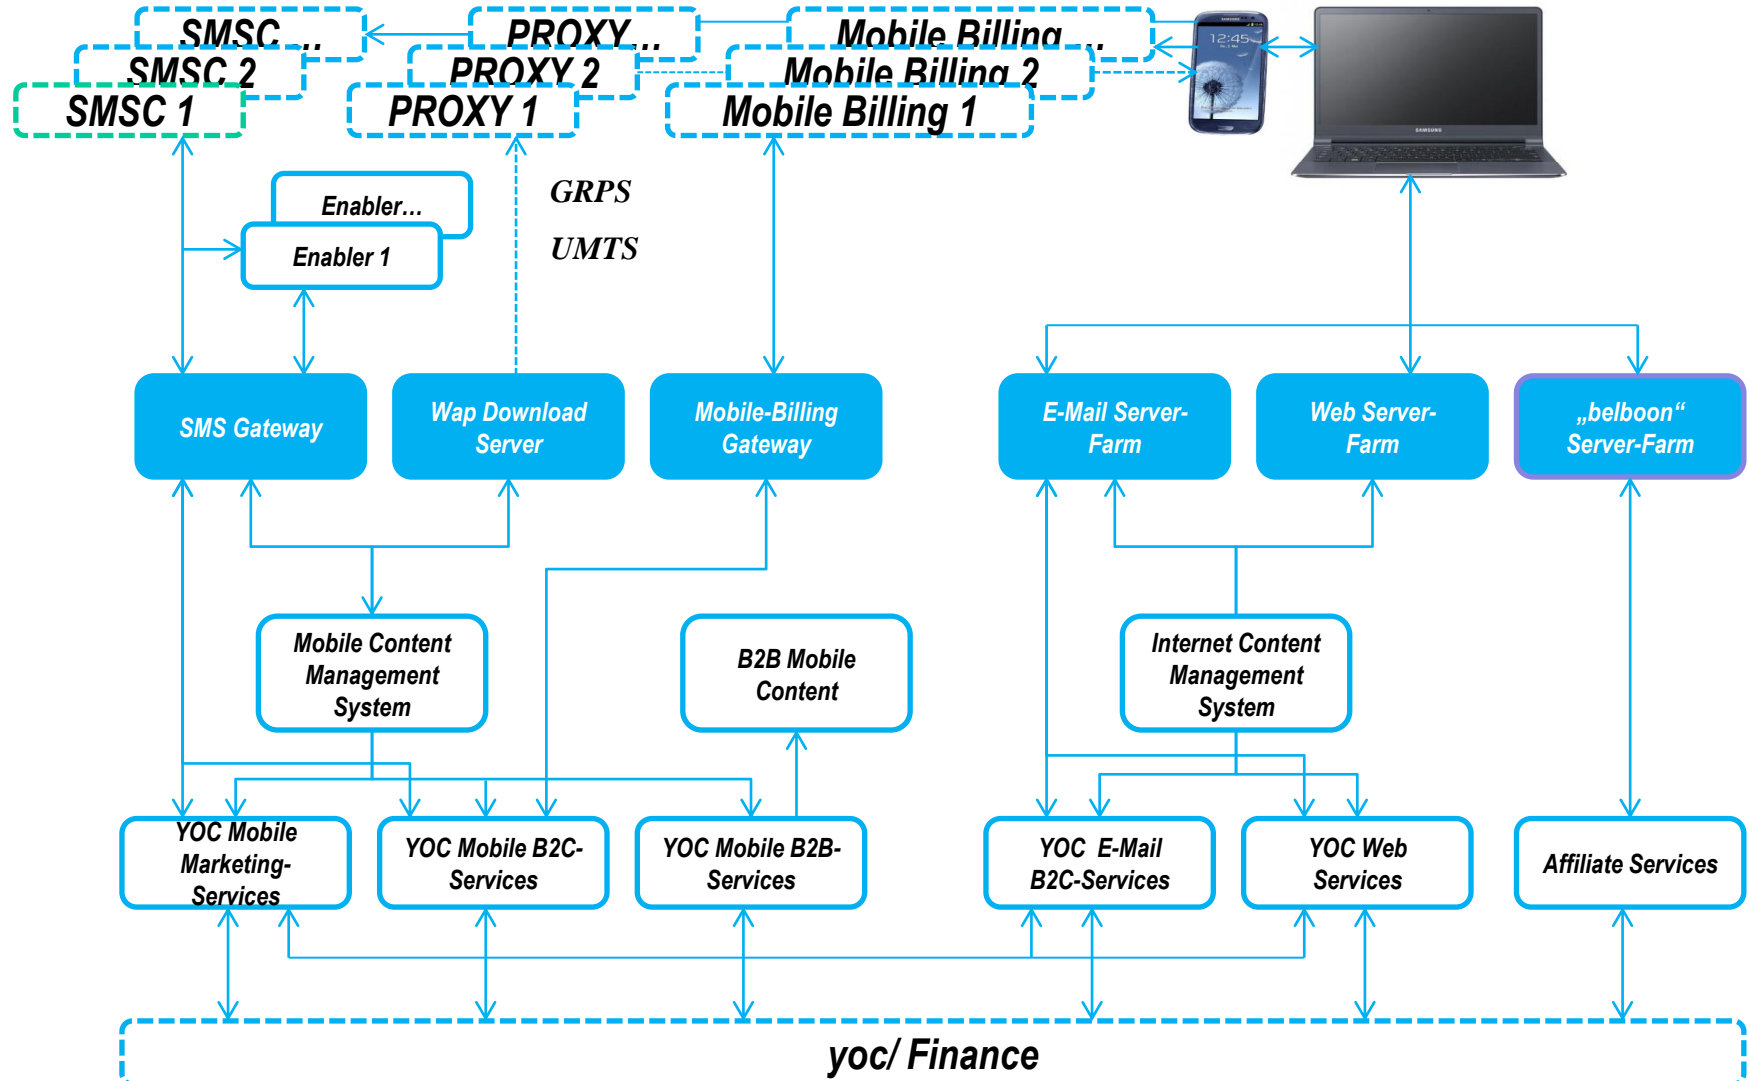 SMSC ...
PROXY...
Mobile Billing ...
SMSC 2
PROXY 2
Mobile Billing 2
SMSC 1
PROXY 1
Mobile Billing 1
12:45
SAMSUNG
GRPS
UMTS
Enabler...
Enabler 1
SMS Gateway
Wap Download
Server
Mobile-Billing
Gateway
E-Mail Server-
Farm
Web Server-
Farm
„belboon“
Server-Farm
Mobile Content
Management
System
B2B Mobile
Content
Internet Content
Management
System
YOC Mobile
Marketing-
Services
YOC Mobile B2C-
Services
YOC Mobile B2B-
Services
YOC E-Mail
B2C-Services
YOC Web
Services
Affiliate Services
yoc/ Finance